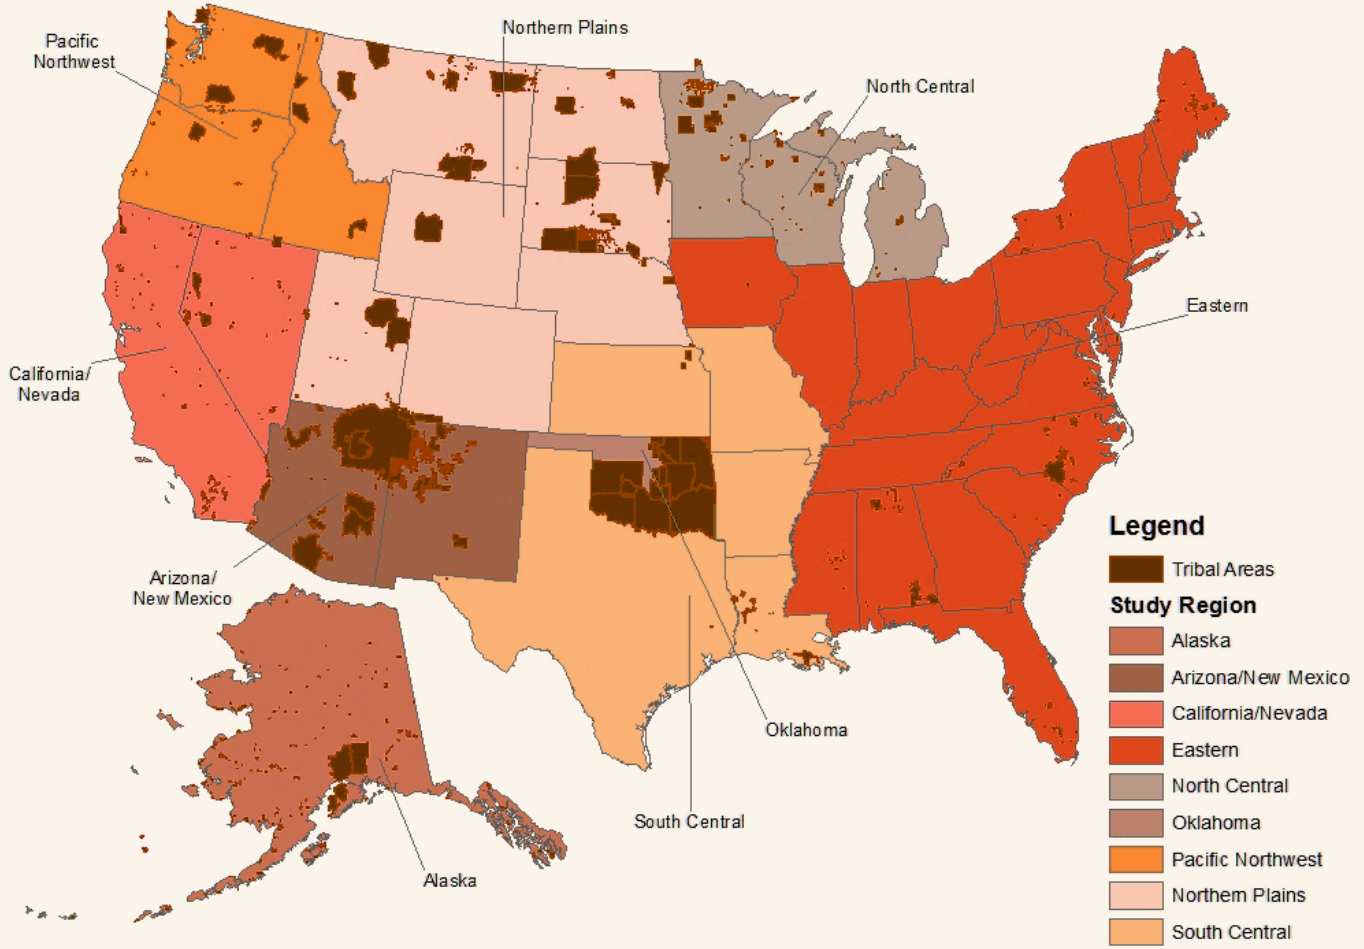 Northern Plains
Pacific
Northwest
North Central
Eastern
California/
Nevada
Arizona/
New Mexico
Oklahoma
South Central
Alaska
Legend
Tribal Areas
Study Region
Alaska
Arizona/New Mexico
California/Nevada
Eastern
North Central
Oklahoma
Pacific Northwest
Northern Plains
South Central